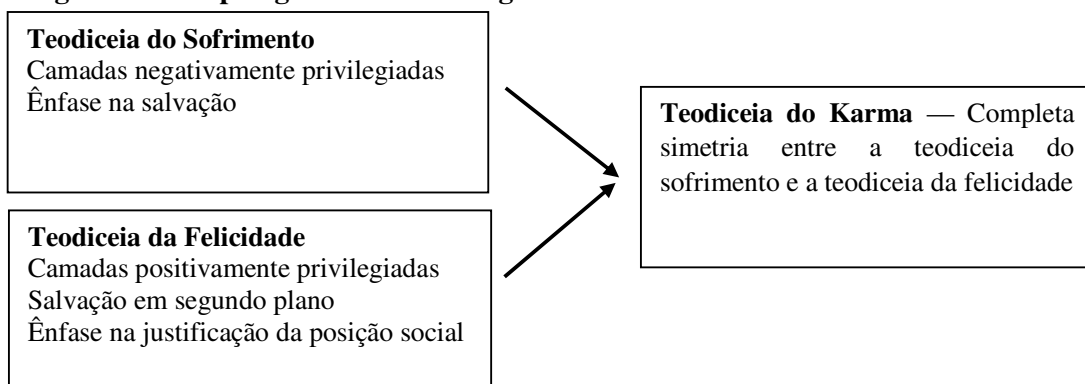 Teodiceia do Sofrimento
Camadas negativamente privilegiadas
Ênfase na salvação
Teodiceia da Felicidade
Camadas positivamente privilegiadas
Salvação em segundo plano
Ênfase na justificação da posição social
Teodiceia do Karma — Completa
simetria entre a teodiceia do
sofrimento e a teodiceia da felicidade